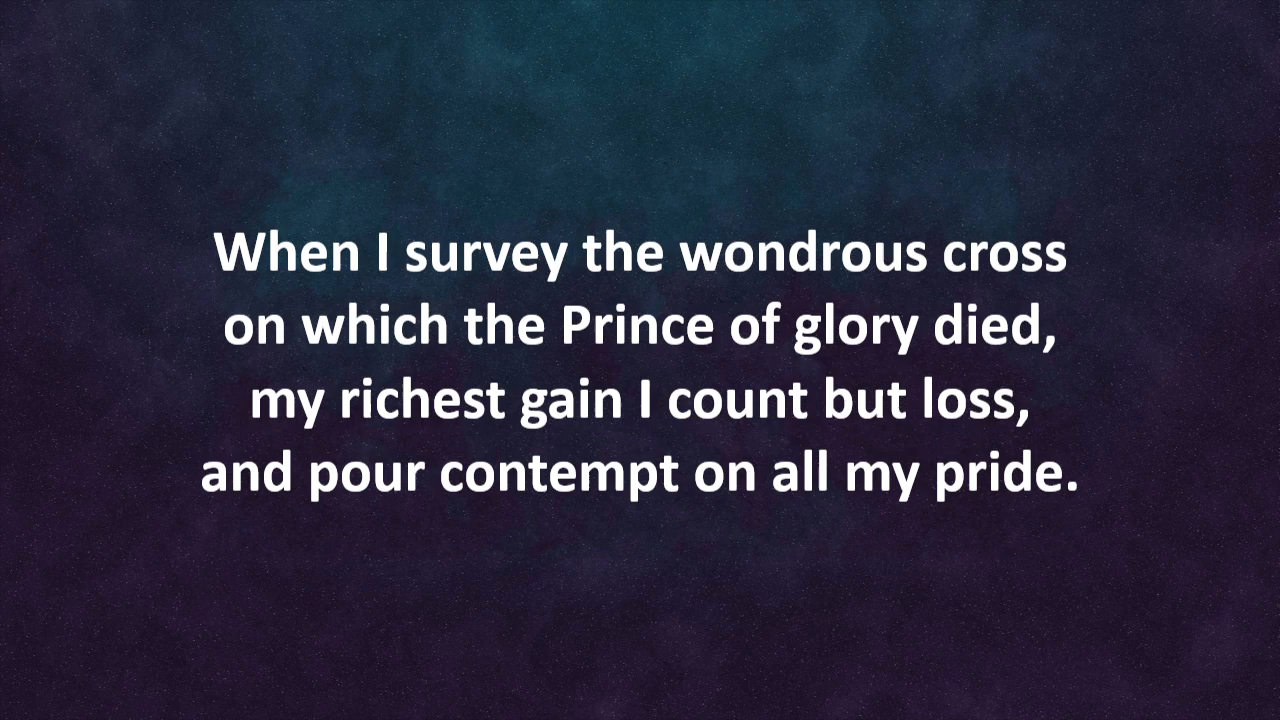 When I survey the wondrous cross
on which the Prince of glory died,
my richest gain I count but loss,
and pour contempt on all my pride.